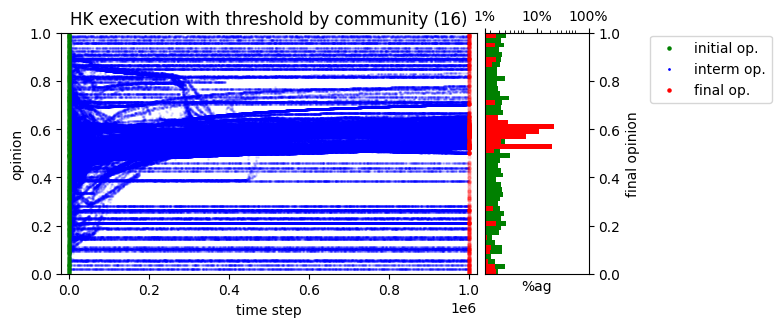 HK execution with threshold by community (16)
1% 10% 100%
initial op.
interm op.
final op.
opinion
1.0
0.8
0.6
0.4
0.2
0.0
0.0 0.2 0.4 0.6 0.8 1.0
1e6
time step
%ag
1.0
0.8
0.6
0.4
0.2
0.0
final opinion